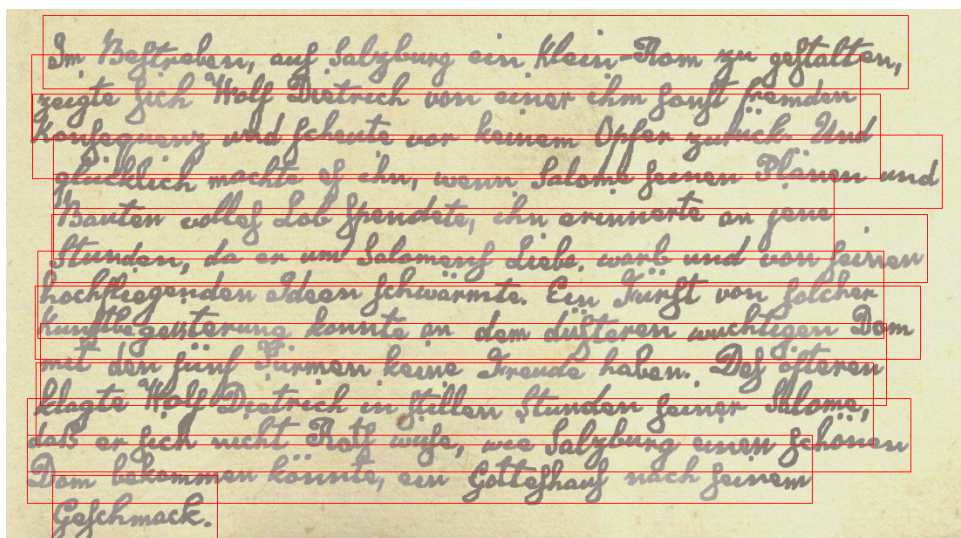 Im Bestreben, auf Salzburg ein Klein-Rom zu gestalten,
zeigte sich Wolf Dietrich von einer ihm sonst fremden
Konsequenz und scheute vor keinem Opfer zurück. Und
glücklich machte es ihn, wenn Salome seinen Plänen und
Bauten volles Lob spendete, ihn erinnerte an jene
Stunden, da er um Salomens Liebe, warb und von seinen
hochfliegenden Ideen schwärmte. Ein Fürst von solcher
Kunstbegeisterung konnte an dem düsteren wuchtigen Dom
mit den fünf Türmen keine Freude haben. Des öfteren
klagte Wolf Dietrich in stillen Stunden seiner Salome,
daß er sich nicht Rott wuße, wie Salzburg einen schönen
Dom bekommen könnte, ein Gotteshaus nach seinem
Geschmack.